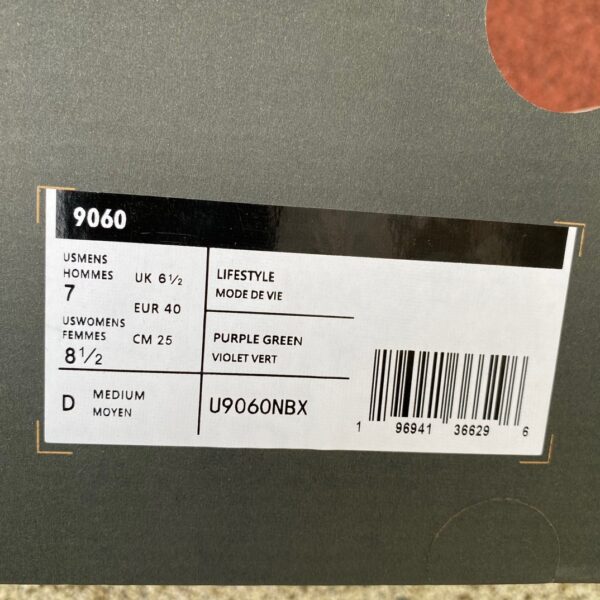 9060
USMENS
HOMMES
7
UK 6½
EUR 40
USWOMENS
FEMMES
8½
CM 25
LIFESTYLE
MODE DE VIE
PURPLE GREEN
VIOLET VERT
D MEDIUM
MOYEN
U9060NBX
1 96941 36629 6